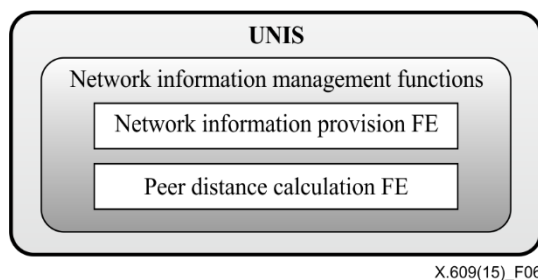 UNIS
Network information management functions
Network information provision FE
Peer distance calculation FE
X.609(15)_F06